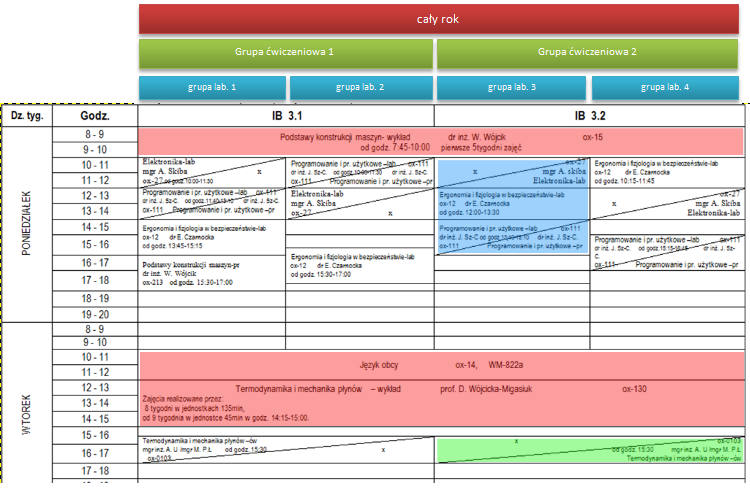 cały rok
Grupa ćwiczeniowa 1
Grupa ćwiczeniowa 2
grupa lab. 1
grupa lab. 2
grupa lab. 3
grupa lab. 4
Dz. tyg.
Godz.
IB 3.1
IB 3.2
PONIEDZIAŁEK
8 - 9
9 - 10
Podstawy konstrukcji maszyn- wykład dr inż. W. Wójcik ox-15
od godz. 7:45-10:00 pierwsze 5tygodni zajęć
10 - 11
11 - 12
Elektronika-lab
mgr A. Skiba x
ox-27 od godz. 10:00-11:30
Programowanie i pr. użytkowe –lab ox-111
dr inż. J. Sz-C. od godz. 10:00-11:30 dr inż. J. Sz-C.
ox-111 Programowanie i pr. użytkowe –pr
ox-27
x mgr A. Skiba
Elektronika-lab
Ergonomia i fizjologia w bezpieczeństwie-lab
ox-12 dr E. Czarnocka
od godz. 10:15-11:45
12 - 13
13 - 14
Programowanie i pr. użytkowe –lab ox-111
dr inż. J. Sz-C. od godz. 11:40-13:10 dr inż. J. Sz-C.
ox-111 Programowanie i pr. użytkowe –pr
Elektronika-lab
mgr A. Skiba
ox-27 x
Ergonomia i fizjologia w bezpieczeństwie-lab
ox-12 dr E. Czarnocka
od godz. 12:00-13:30
ox-27
x mgr A. Skiba
Elektronika-lab
14 - 15
15 - 16
Ergonomia i fizjologia w bezpieczeństwie-lab
ox-12 dr E. Czarnocka
od godz 13:45-15:15
Programowanie i pr. użytkowe –lab ox-111
dr inż. J. Sz-C od godz. 13:40-15:10 dr inż. J. Sz-C.
ox-111 Programowanie i pr. użytkowe –pr
Programowanie i pr. użytkowe –lab ox-111
dr inż. J. Sz-C. od godz. 15:15-16:45 dr inż. J. Sz-C.
ox-111 Programowanie i pr. użytkowe –pr
16 - 17
17 - 18
Podstawy konstrukcji maszyn-pr
dr inż. W. Wójcik
ox-213 od godz. 15:30-17:00
Ergonomia i fizjologia w bezpieczeństwie-lab
ox-12 dr E. Czarnocka
od godz 15:30-17:00
18 - 19
19 - 20
WTOREK
8 - 9
9 - 10
10 - 11
11 - 12
Język obcy ox-14, WM-822a
12 - 13
13 - 14
14 - 15
Termodynamika i mechanika płynów – wykład prof. D. Wójcicka-Migasiuk ox-130
Zajęcia realizowane przez:
8 tygodni w jednostkach 135min,
od 9 tygodnia w jednostce 45min w godz. 14:15-15:00.
15 - 16
16 - 17
Termodynamika i mechanika płynów –ćw
mgr inż. A. U /mgr M. P.Ł od godz. 15:30 x
ox-0103
x ox-0103
od godz. 15:30 mgr inż. A. U /mgr M. P.Ł
Termodynamika i mechanika płynów –ćw
17 - 18